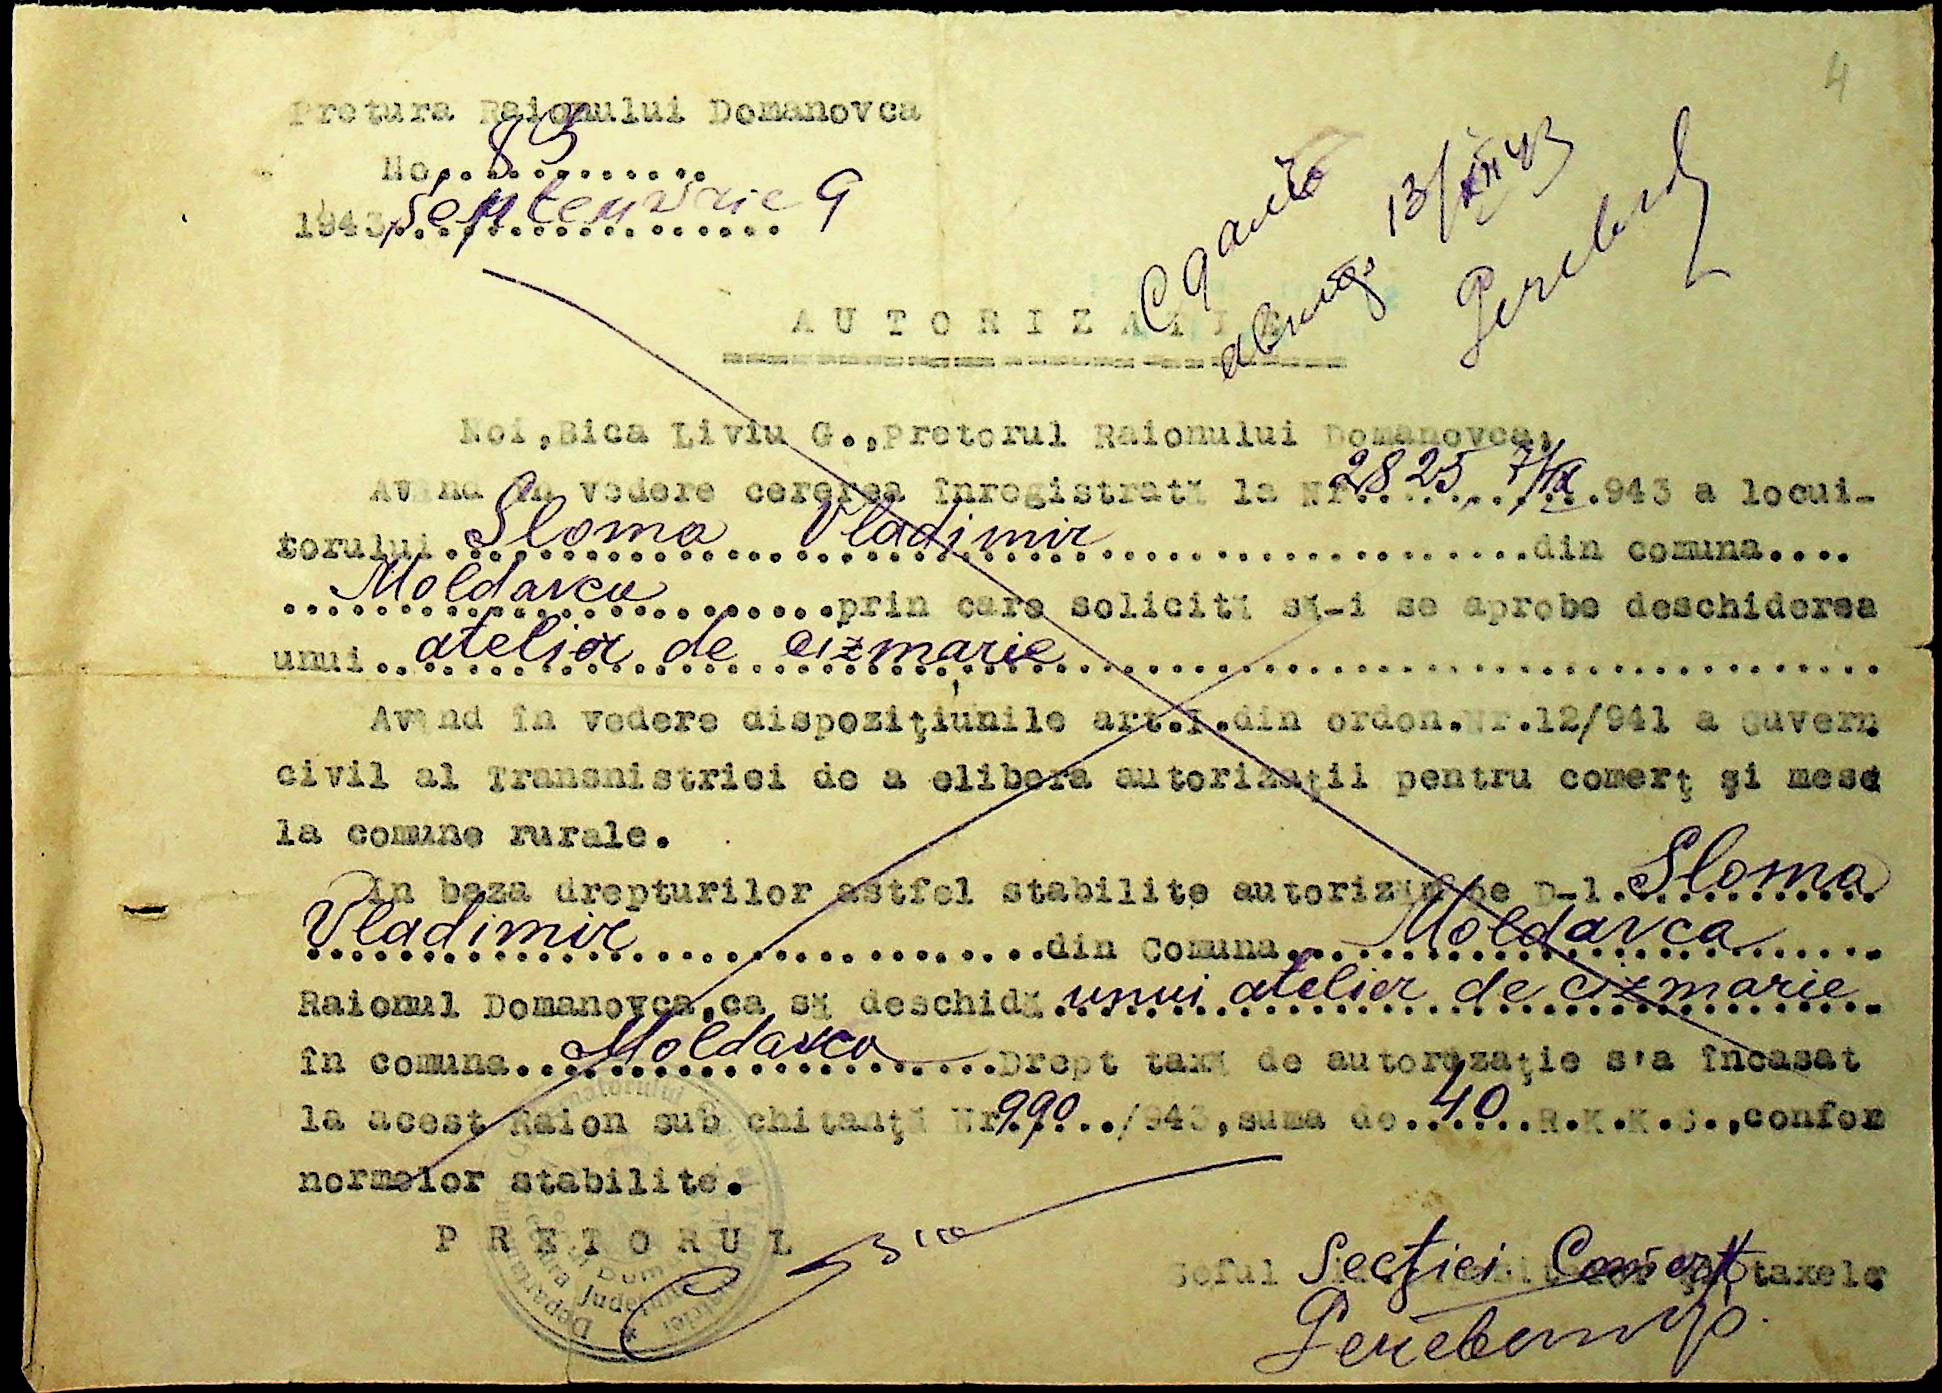 4
Pretura Raionului Domanovca
No..85..........
1943, Septemvrie 9
13/XII 43
AUTORIZAŢIE
Noi,Bica Liviu G.,Pretorul Raionului Domanovca,
Avînd în vedere cererea înregistrată la Nr.2825 7/IX.943 a locui-
torului..Sloma Vladimir..din comuna....
..Moldavca..prin care solicită să-i se aprobe deschiderea
unui..atelier de cizmarie..
Avînd în vedere dispoziţiunile art.I.din ordon.Nr.12/941 a guvern.
civil al Transnistriei de a elibera autorizaţii pentru comerţ şi mese
la comune rurale.
In baza drepturilor astfel stabilite autorizăm pe D-l.Sloma
Vladimir..din Comuna..Moldavca..
Raionul Domanovca,ca să deschidă unui atelier de cizmarie
în comuna..Moldavca..Drept taxă de autorizaţie s'a încasat
la acest Raion sub chitanţă Nr.990../943,suma de..40..R.K.K.S.,confor
normelor stabilite.
PRETORUL
Şeful Secţiei Comerţ taxele